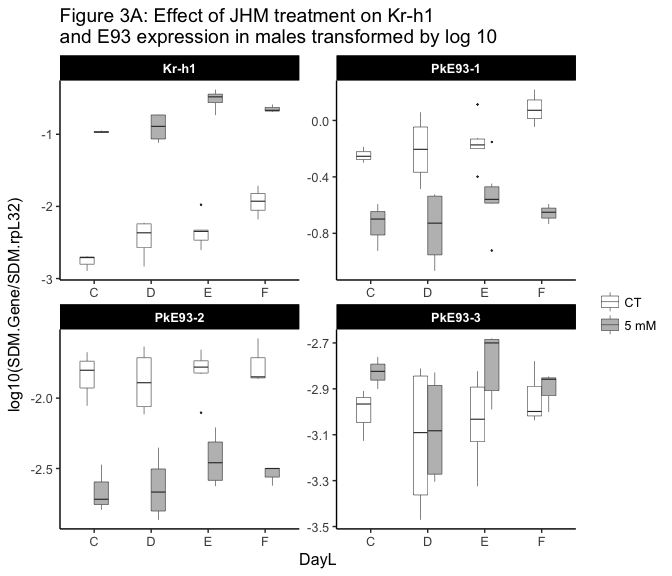 Figure 3A: Effect of JHM treatment on Kr-h1
and E93 expression in males transformed by log 10
Kr-h1
PkE93-1
-1
-2
-3
C D E F
0.0
-0.4
-0.8
C D E F
PkE93-2
PkE93-3
-2.0
-2.5
C D E F
-2.7
-2.9
-3.1
-3.3
-3.5
C D E F
log10(SDM.Gene/SDM.rpL32)
DayL
CT
5 mM